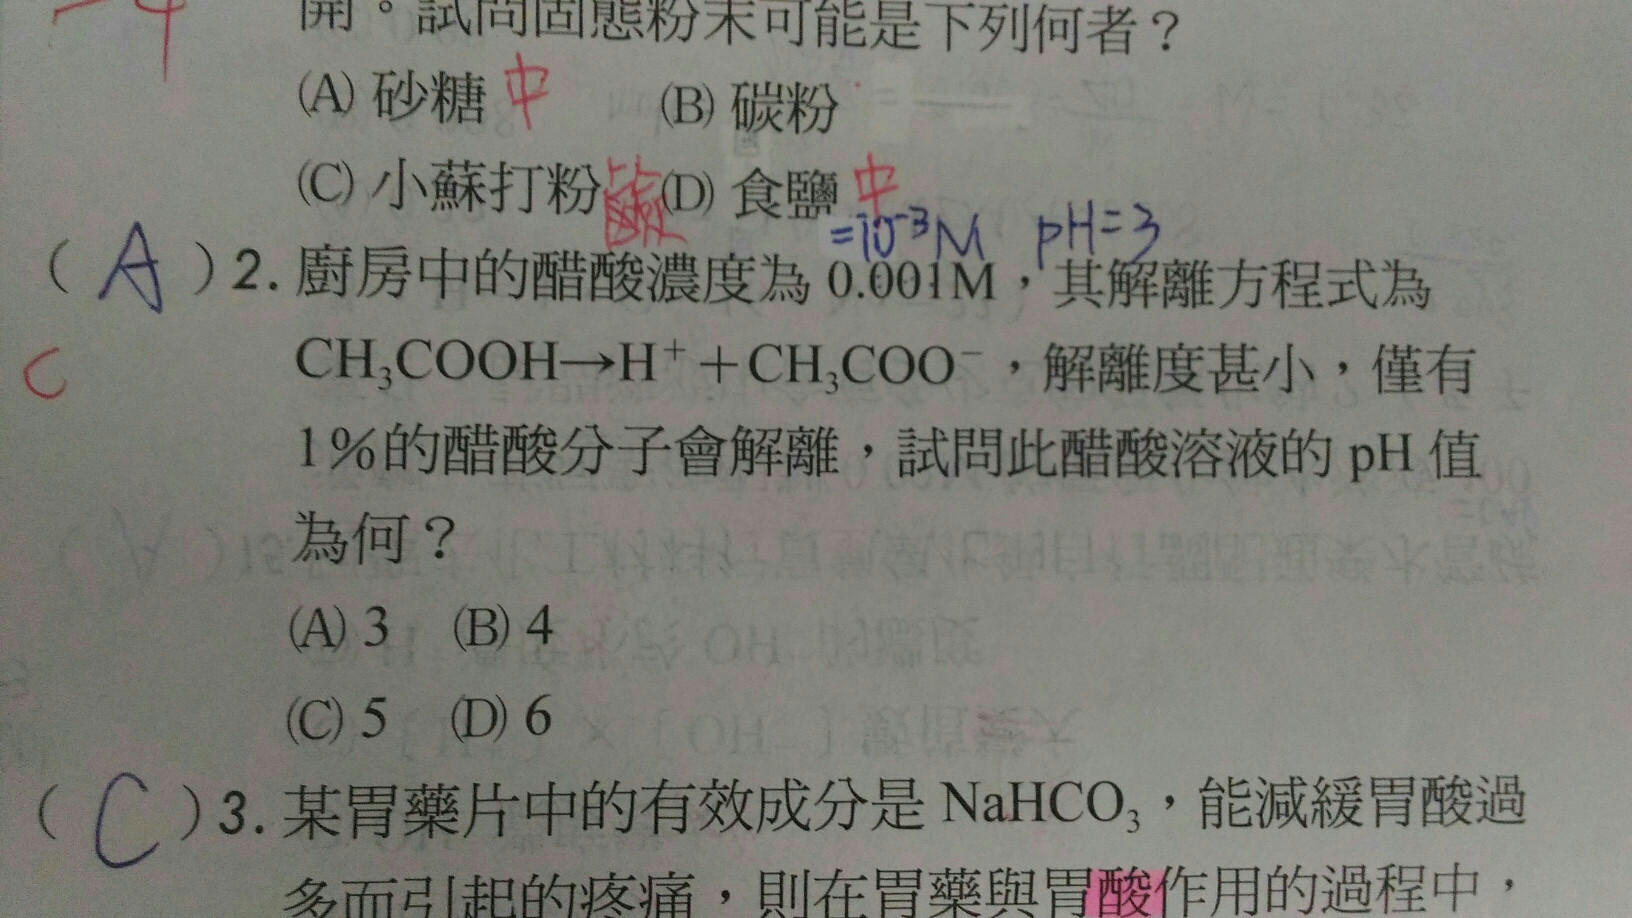 -4
開。試問固態粉末可能是下列何者？
(A) 砂糖 中 (B) 碳粉
(C) 小蘇打粉 鹼 (D) 食鹽 中
=10⁻³M pH=3
( A ) 2. 廚房中的醋酸濃度為 0.001M，其解離方程式為
C CH₃COOH→H⁺＋CH₃COO⁻，解離度甚小，僅有
1％的醋酸分子會解離，試問此醋酸溶液的 pH 值
為何？
(A) 3 (B) 4
(C) 5 (D) 6
( C ) 3. 某胃藥片中的有效成分是 NaHCO₃，能減緩胃酸過
多而引起的疼痛，則在胃藥與胃酸作用的過程中，